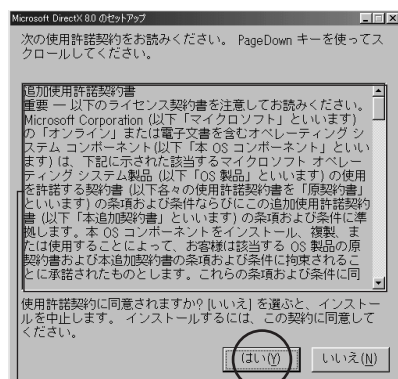 Microsoft DirectX 8.0 のセットアップ
次の使用許諾契約をお読みください。 PageDown キーを使ってス
クロールしてください。
追加使用許諾契約書
重要 — 以下のライセンス契約書を注意してお読みください。
Microsoft Corporation (以下「マイクロソフト」といいます)
の「オンライン」または電子文書を含むオペレーティング シ
ステム コンポーネント(以下「本 OS コンポーネント」といい
ます) は、下記に示された該当するマイクロソフト オペレー
ティング システム製品 (以下「OS 製品」といいます) の使用
を許諾する契約書 (以下各々の使用許諾契約書を「原契約書」
といいます) の条項および条件ならびにこの追加使用許諾契約
書 (以下「本追加契約書」といいます) の条項および条件に準
拠します。本 OS コンポーネントをインストール、複製、ま
たは使用することによって、お客様は該当する OS 製品の原
契約書および本追加契約書の条項および条件に拘束されるこ
とに承諾されたものとします。これらの条項および条件に同
使用許諾契約に同意されますか? [いいえ] を選ぶと、インストー
ルを中止します。 インストールするには、この契約に同意して
ください。
はい(Y) いいえ(N)